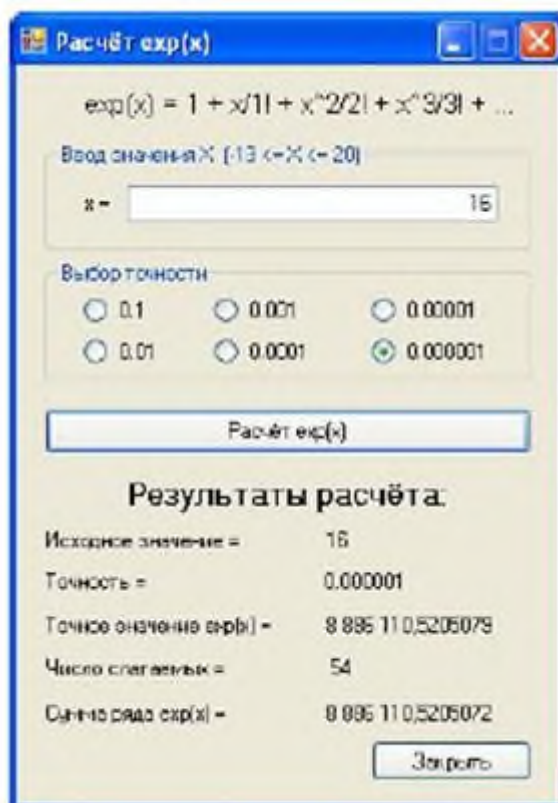 Расчёт exp(x)
exp(x) = 1 + x/1! + x^2/2! + x^3/3! + ...
Ввод значения X (-13 <= X <= 20)
x = 16
Выбор точности
0.1 0.001 0.00001
0.01 0.0001 0.000001
Расчёт exp(x)
Результаты расчёта:
Исходное значение = 16
Точность = 0.000001
Точное значение exp(x) = 8 886 110,5205079
Число слагаемых = 54
Сумма ряда exp(x) = 8 886 110,5205072
Закрыть